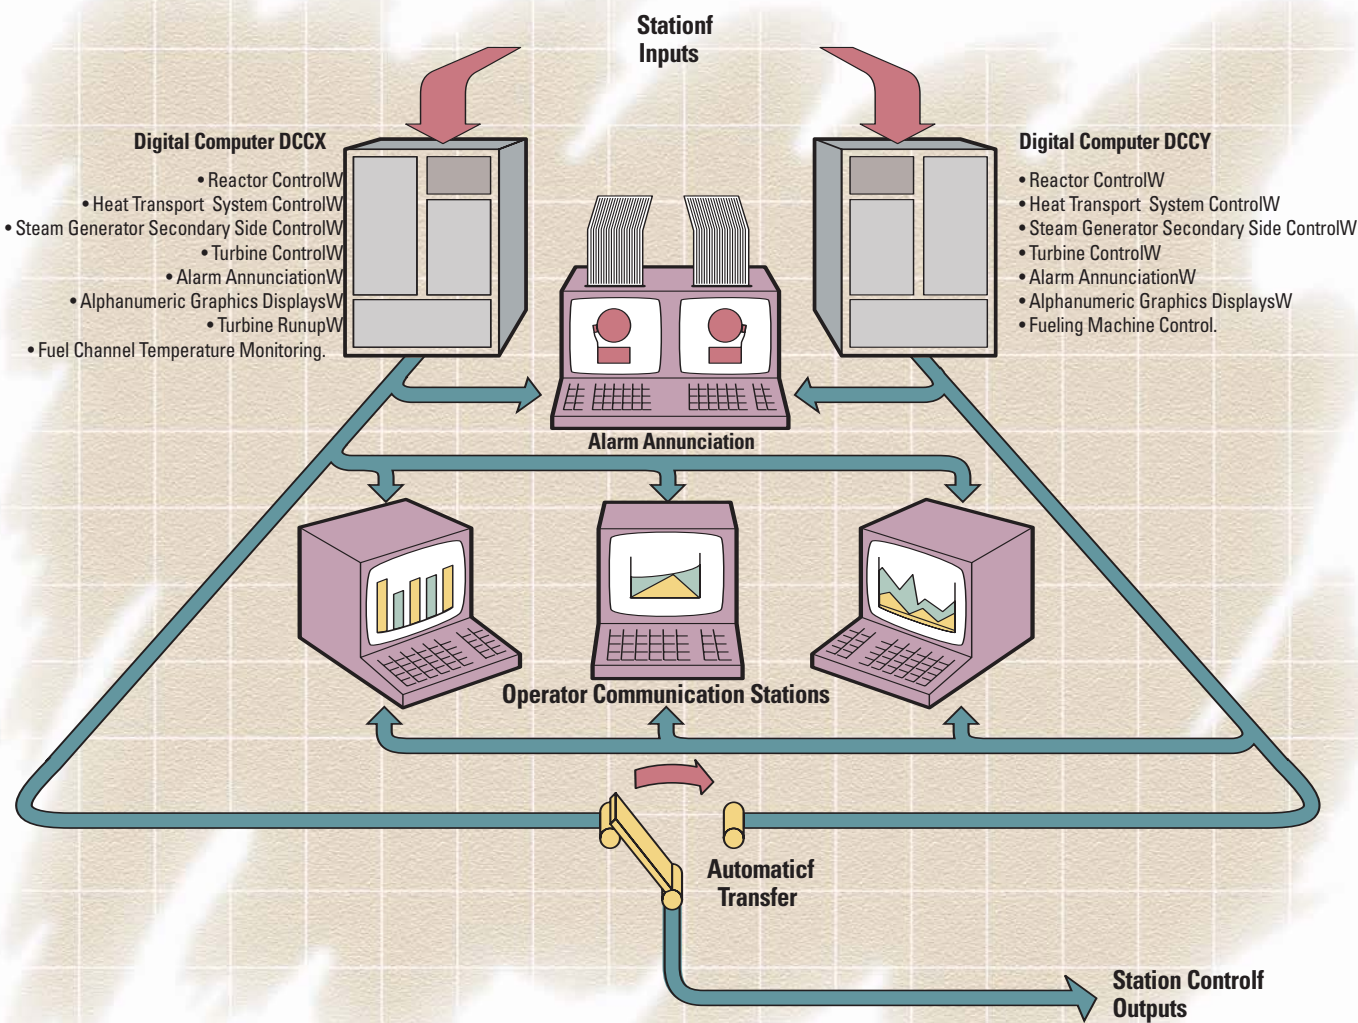 Stationf
Inputs
Digital Computer DCCX
• Reactor ControlW
• Heat Transport System ControlW
• Steam Generator Secondary Side ControlW
• Turbine ControlW
• Alarm AnnunciationW
• Alphanumeric Graphics DisplaysW
• Turbine RunupW
• Fuel Channel Temperature Monitoring.
Digital Computer DCCY
• Reactor ControlW
• Heat Transport System ControlW
• Steam Generator Secondary Side ControlW
• Turbine ControlW
• Alarm AnnunciationW
• Alphanumeric Graphics DisplaysW
• Fueling Machine Control.
Alarm Annunciation
Operator Communication Stations
Automaticf
Transfer
Station Controlf
Outputs